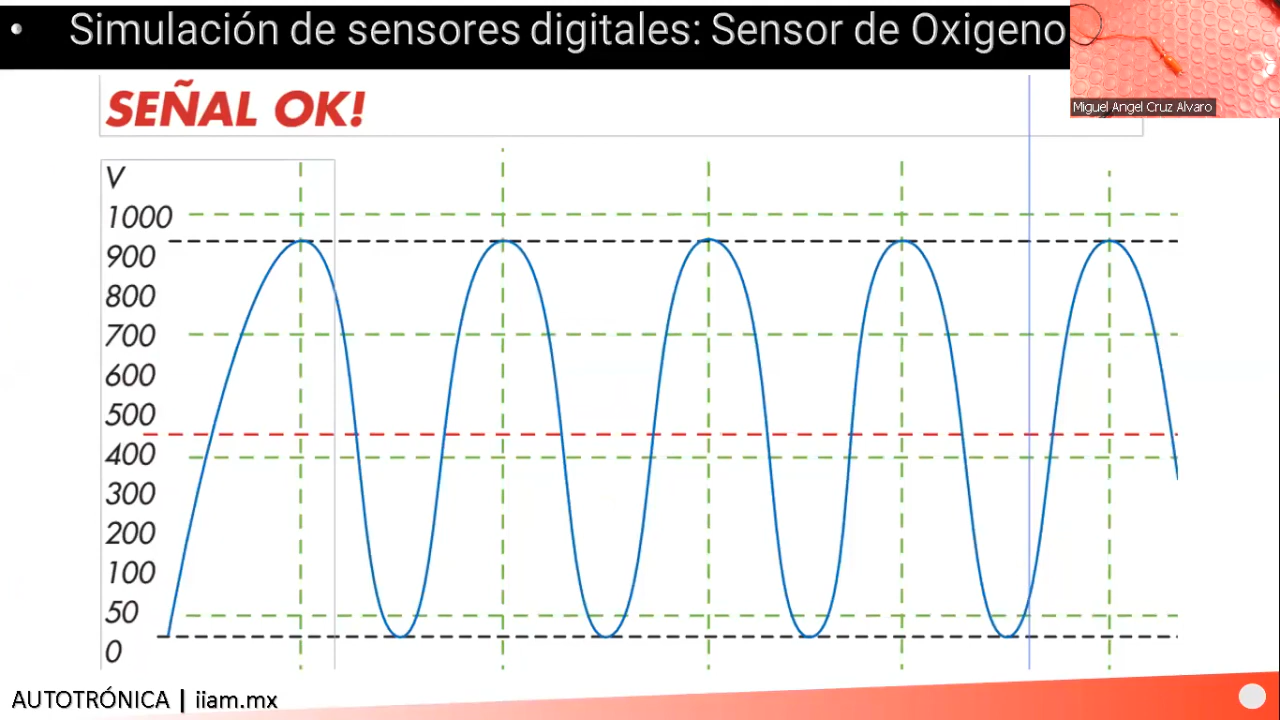 • Simulación de sensores digitales: Sensor de Oxigeno
Miguel Angel Cruz Alvaro
SEÑAL OK!
V
1000
900
800
700
600
500
400
300
200
100
50
0
AUTOTRÓNICA | iiam.mx